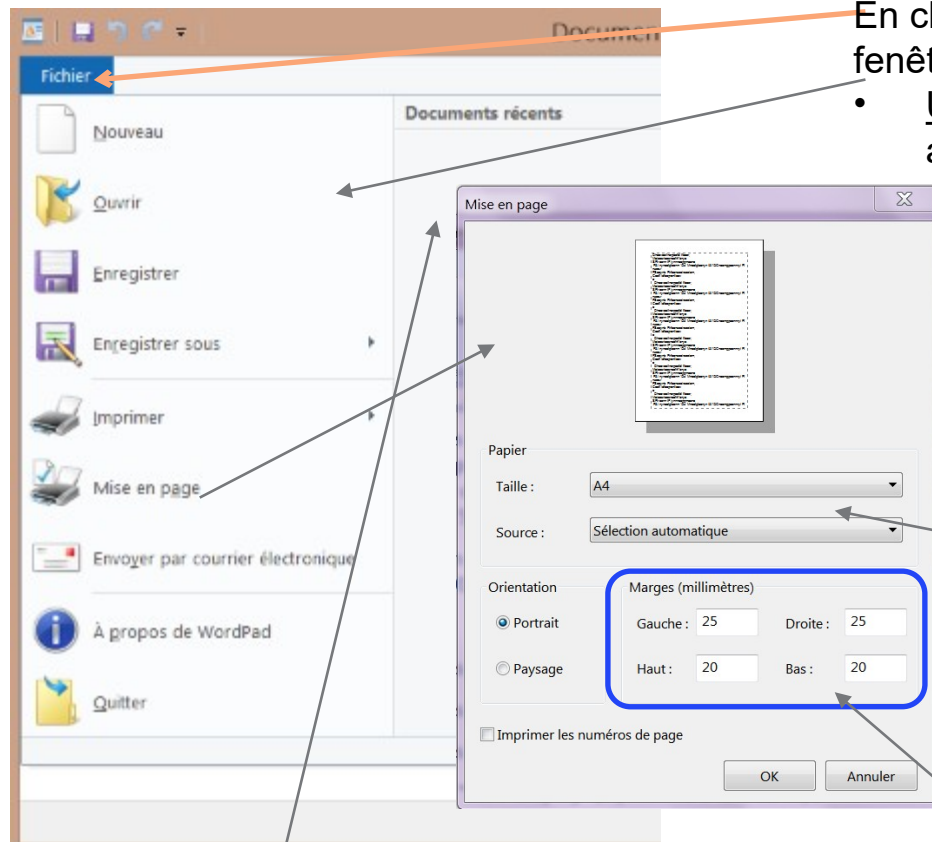 Documen
En cl
fenêt
• U
a
Fichier
Documents récents
Nouveau
Ouvrir
Enregistrer
Enregistrer sous
Imprimer
Mise en page
Envoyer par courrier électronique
À propos de WordPad
Quitter
Mise en page
Papier
Taille : A4
Source : Sélection automatique
Orientation
Portrait
Paysage
Marges (millimètres)
Gauche : 25 Droite : 25
Haut : 20 Bas : 20
Imprimer les numéros de page
OK Annuler